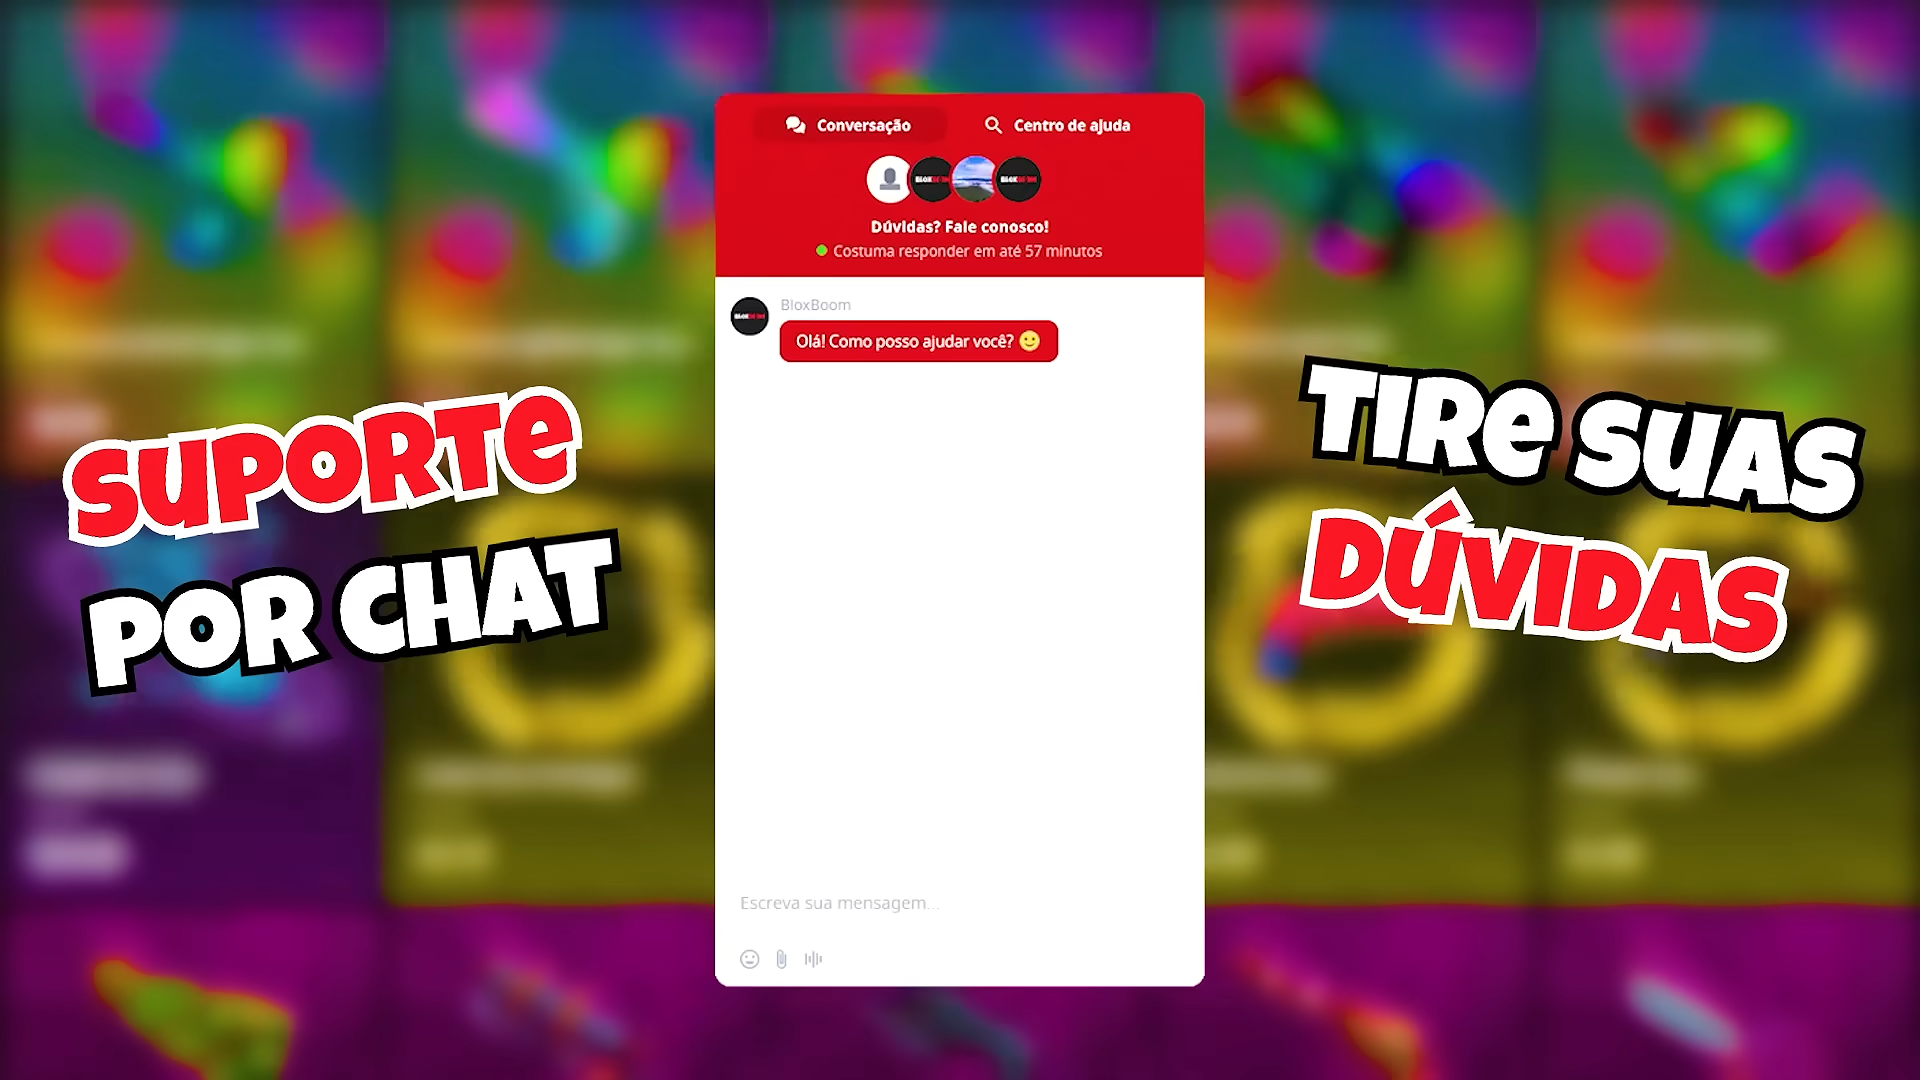 Conversação
Centro de ajuda
Dúvidas? Fale conosco!
Costuma responder em até 57 minutos
BloxBoom
Olá! Como posso ajudar você?
SUPORTE
POR CHAT
TIRE SUAS
DÚVIDAS
Escreva sua mensagem...